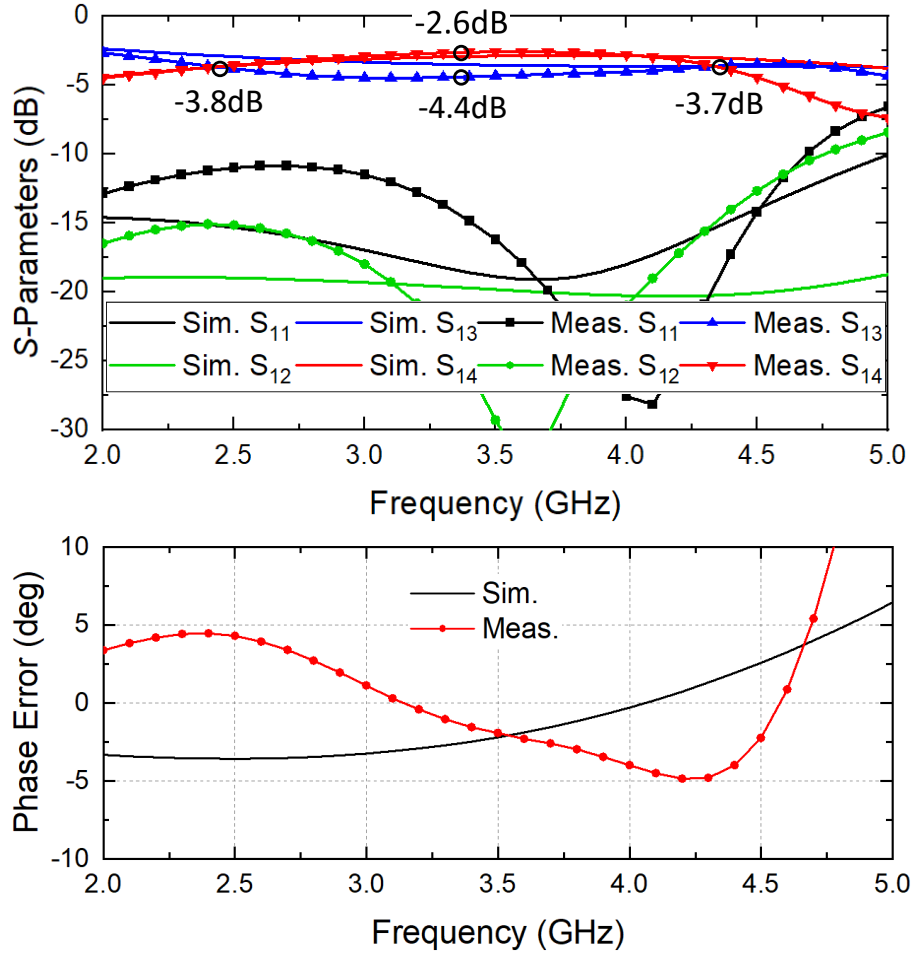 0
-5
-10
-15
-20
-25
-30
S-Parameters (dB)
-2.6dB
-3.8dB
-4.4dB
-3.7dB
Sim. S11 Sim. S13 Meas. S11 Meas. S13
Sim. S12 Sim. S14 Meas. S12 Meas. S14
2.0 2.5 3.0 3.5 4.0 4.5 5.0
Frequency (GHz)
10
5
0
-5
-10
Phase Error (deg)
Sim.
Meas.
2.0 2.5 3.0 3.5 4.0 4.5 5.0
Frequency (GHz)